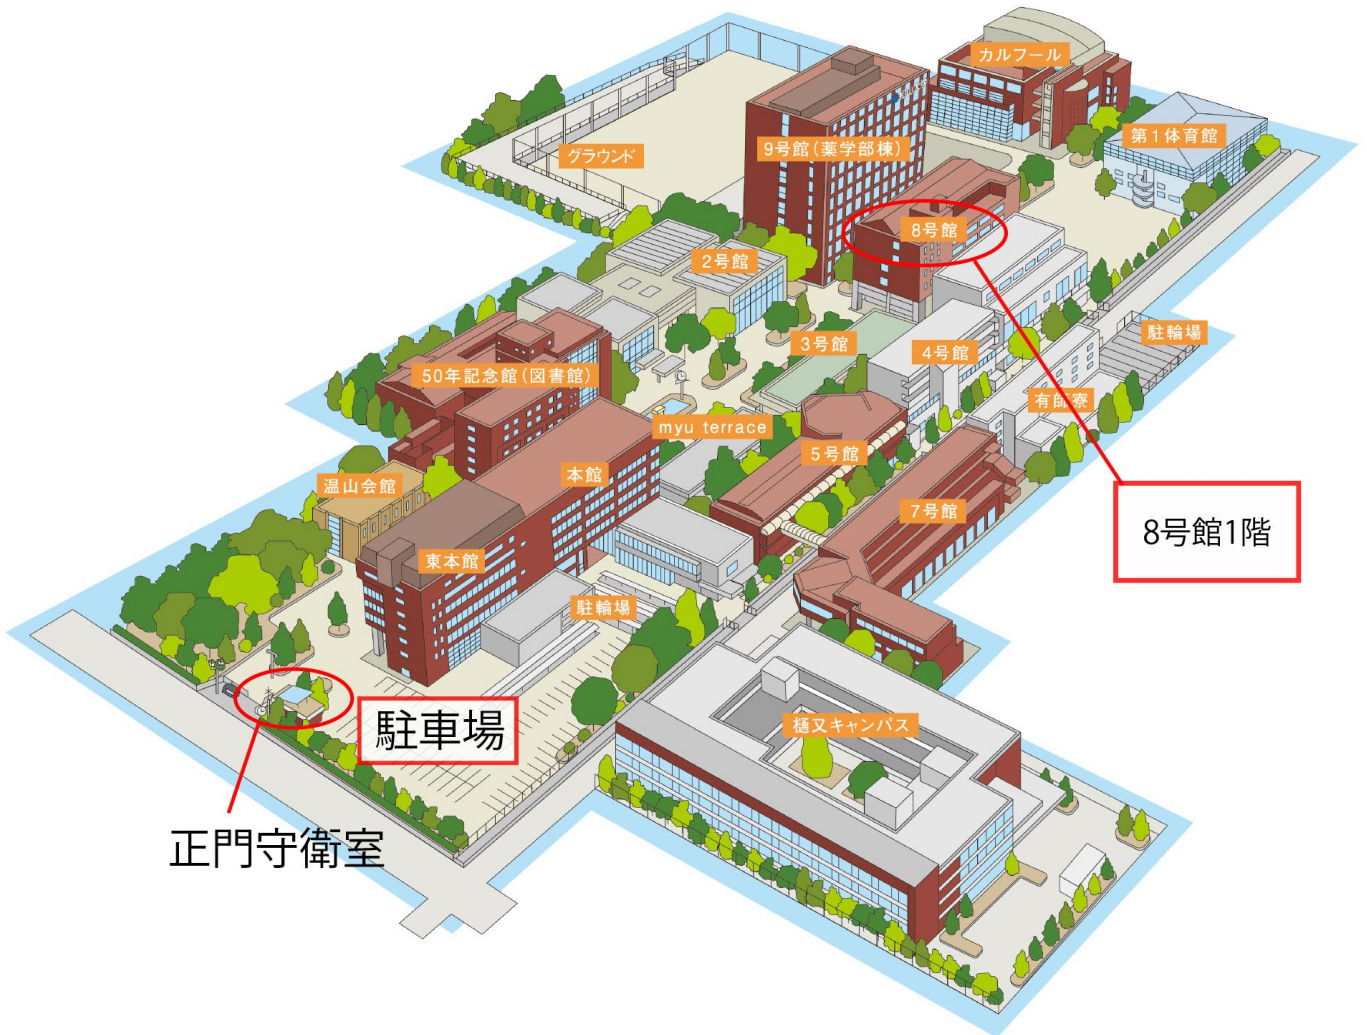 カルフール
第1体育館
9号館(薬学部棟)
グラウンド
8号館
2号館
駐輪場
3号館
4号館
50年記念館(図書館)
有師寮
myu terrace
5号館
本館
温山会館
7号館
8号館1階
東本館
駐輪場
樋又キャンパス
駐車場
正門守衛室